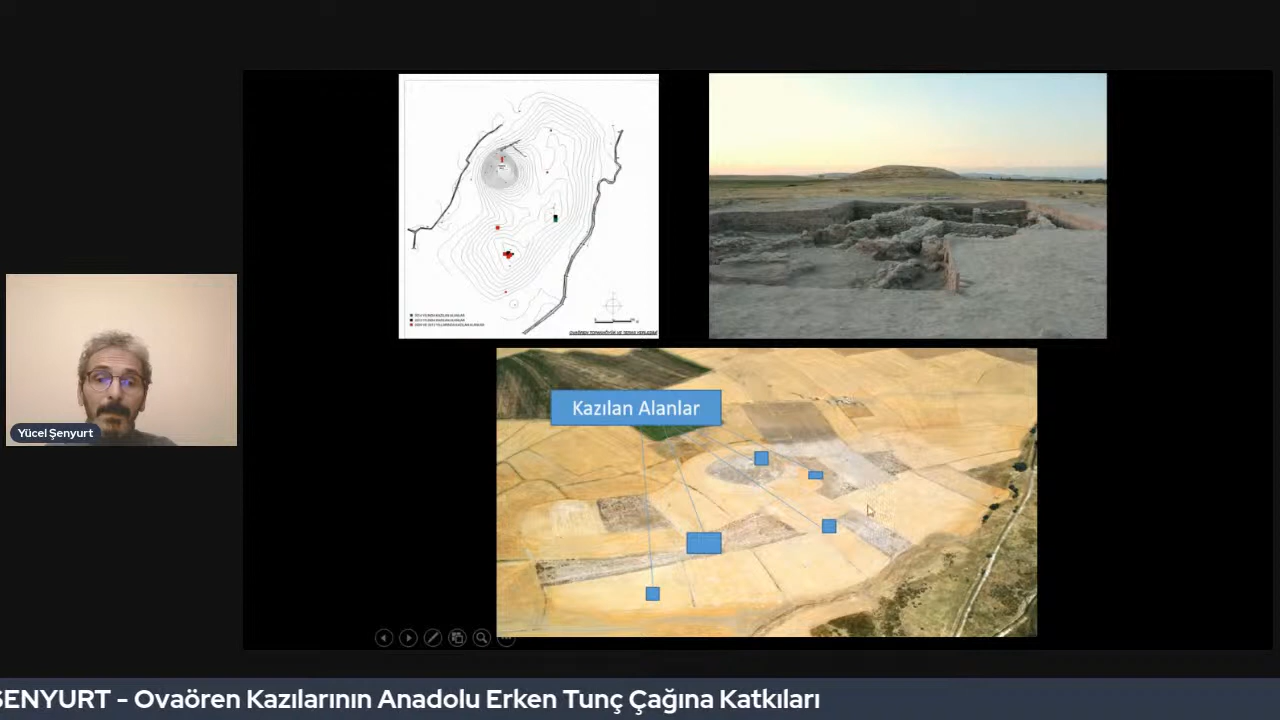 Kazılan Alanlar
Yücel Şenyurt
ŞENYURT - Ovaören Kazılarının Anadolu Erken Tunç Çağına Katkıları